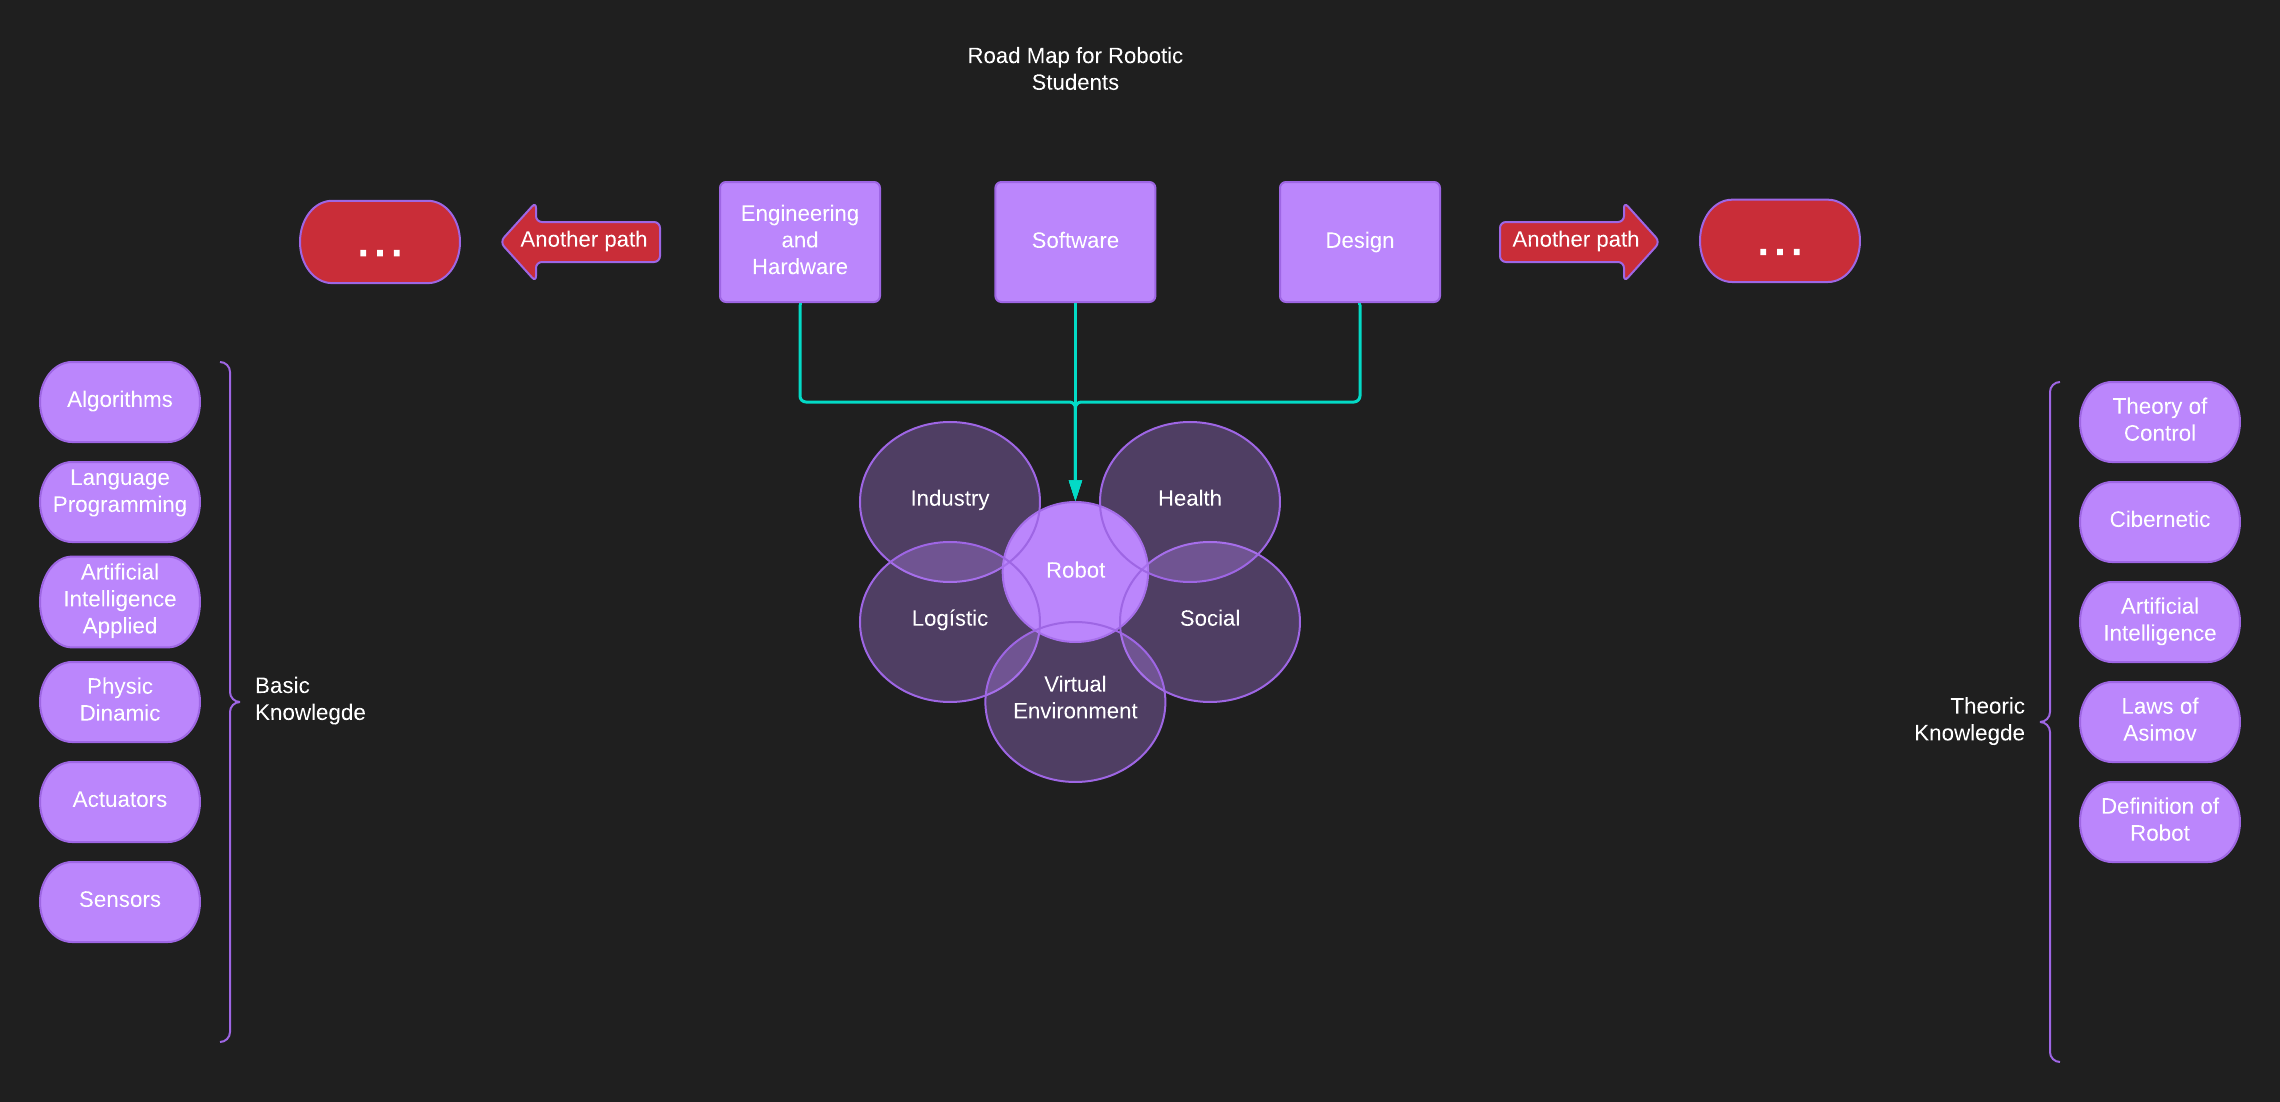 Road Map for Robotic
Students
...
Another path
Engineering
and
Hardware
Software
Design
Another path
...
Algorithms
Language
Programming
Artificial
Intelligence
Applied
Physic
Dinamic
Actuators
Sensors
Basic
Knowlegde
Industry
Health
Robot
Logístic
Social
Virtual
Environment
Theoric
Knowlegde
Theory of
Control
Cibernetic
Artificial
Intelligence
Laws of
Asimov
Definition of
Robot